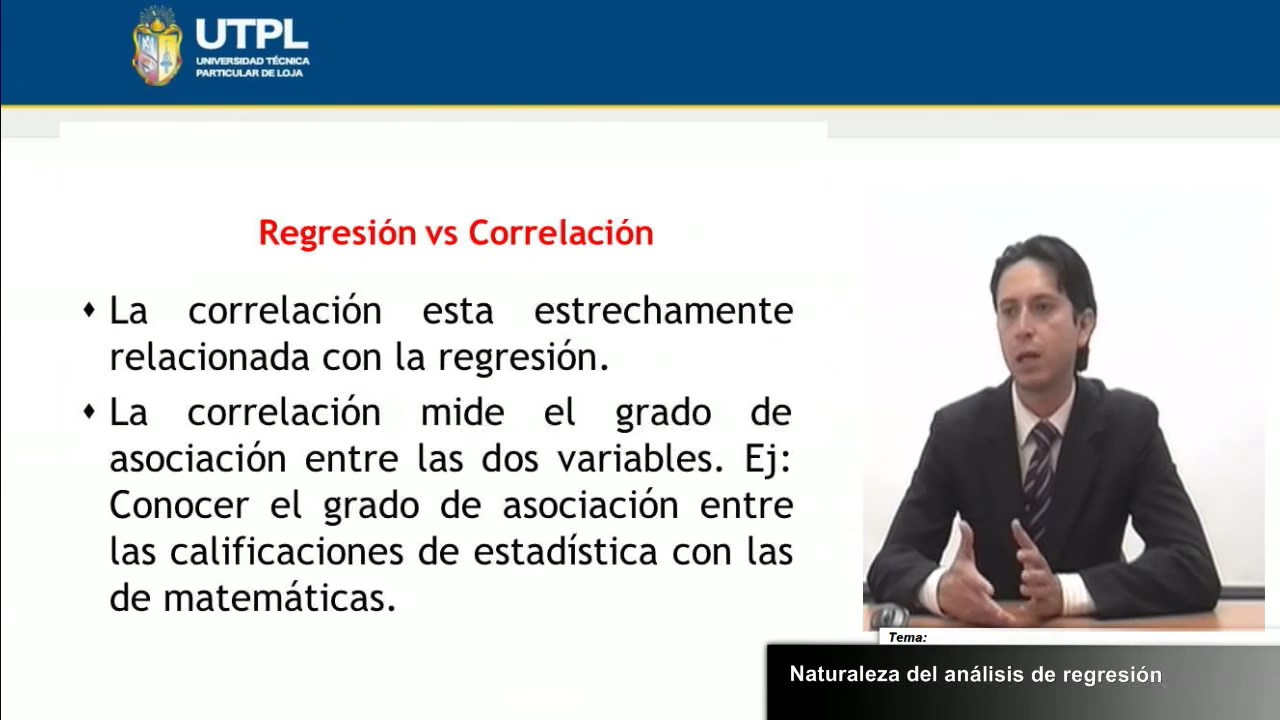 UTPL
UNIVERSIDAD TÉCNICA
PARTICULAR DE LOJA
Regresión vs Correlación
La correlación esta estrechamente
relacionada con la regresión.
La correlación mide el grado de
asociación entre las dos variables. Ej:
Conocer el grado de asociación entre
las calificaciones de estadística con las
de matemáticas.
Tema:
Naturaleza del análisis de regresión